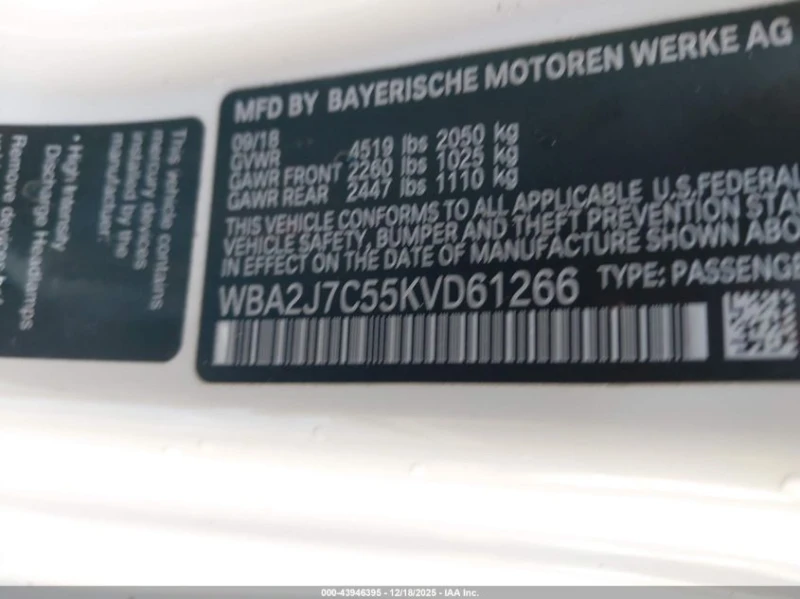 This vehicle contains
mercury devices
installed by the
manufacturer:
• High Intensity
Discharge Headlamps
MFD BY BAYERISCHE MOTOREN WERKE AG
09/18
GVWR 4519 lbs 2050 kg
GAWR FRONT 2260 lbs 1025 kg
GAWR REAR 2447 lbs 1110 kg
THIS VEHICLE CONFORMS TO ALL APPLICABLE U.S.FEDERAL
VEHICLE SAFETY, BUMPER AND THEFT PREVENTION STA
IN EFFECT ON THE DATE OF MANUFACTURE SHOWN ABO
WBA2J7C55KVD61266 TYPE: PASSENGE
000-43946395 - 12/18/2025 - IAA Inc.